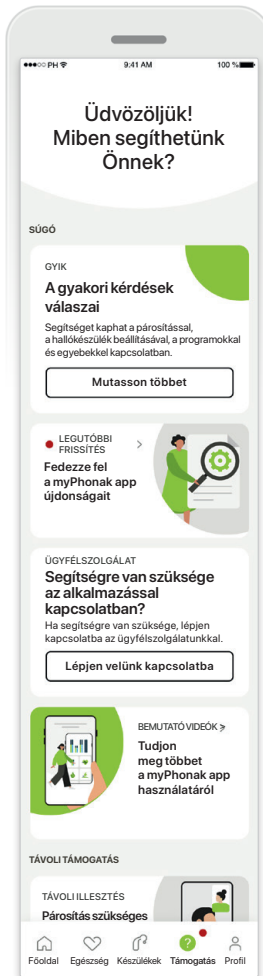 PH
9:41 AM
100 %
Üdvözöljük!
Miben segíthetünk
Önnek?
SÚGÓ
GYIK
A gyakori kérdések
válaszai
Segítséget kaphat a párosítással,
a hallókészülék beállításával, a programokkal
és egyebekkel kapcsolatban.
Mutasson többet
LEGUTÓBBI
FRISSÍTÉS
Fedezze fel
a myPhonak app
újdonságait
ÜGYFÉLSZOLGÁLAT
Segítségre van szüksége
az alkalmazással
kapcsolatban?
Ha segítségre van szüksége, lépjen
kapcsolatba az ügyfélszolgálatunkkal.
Lépjen velünk kapcsolatba
BEMUTATÓ VIDEÓK >
Tudjon
meg többet
a myPhonak app
használatáról
TÁVOLI TÁMOGATÁS
TÁVOLI ILLESZTÉS
Párosítás szükséges
Főoldal Egészség Készülékek Támogatás Profil